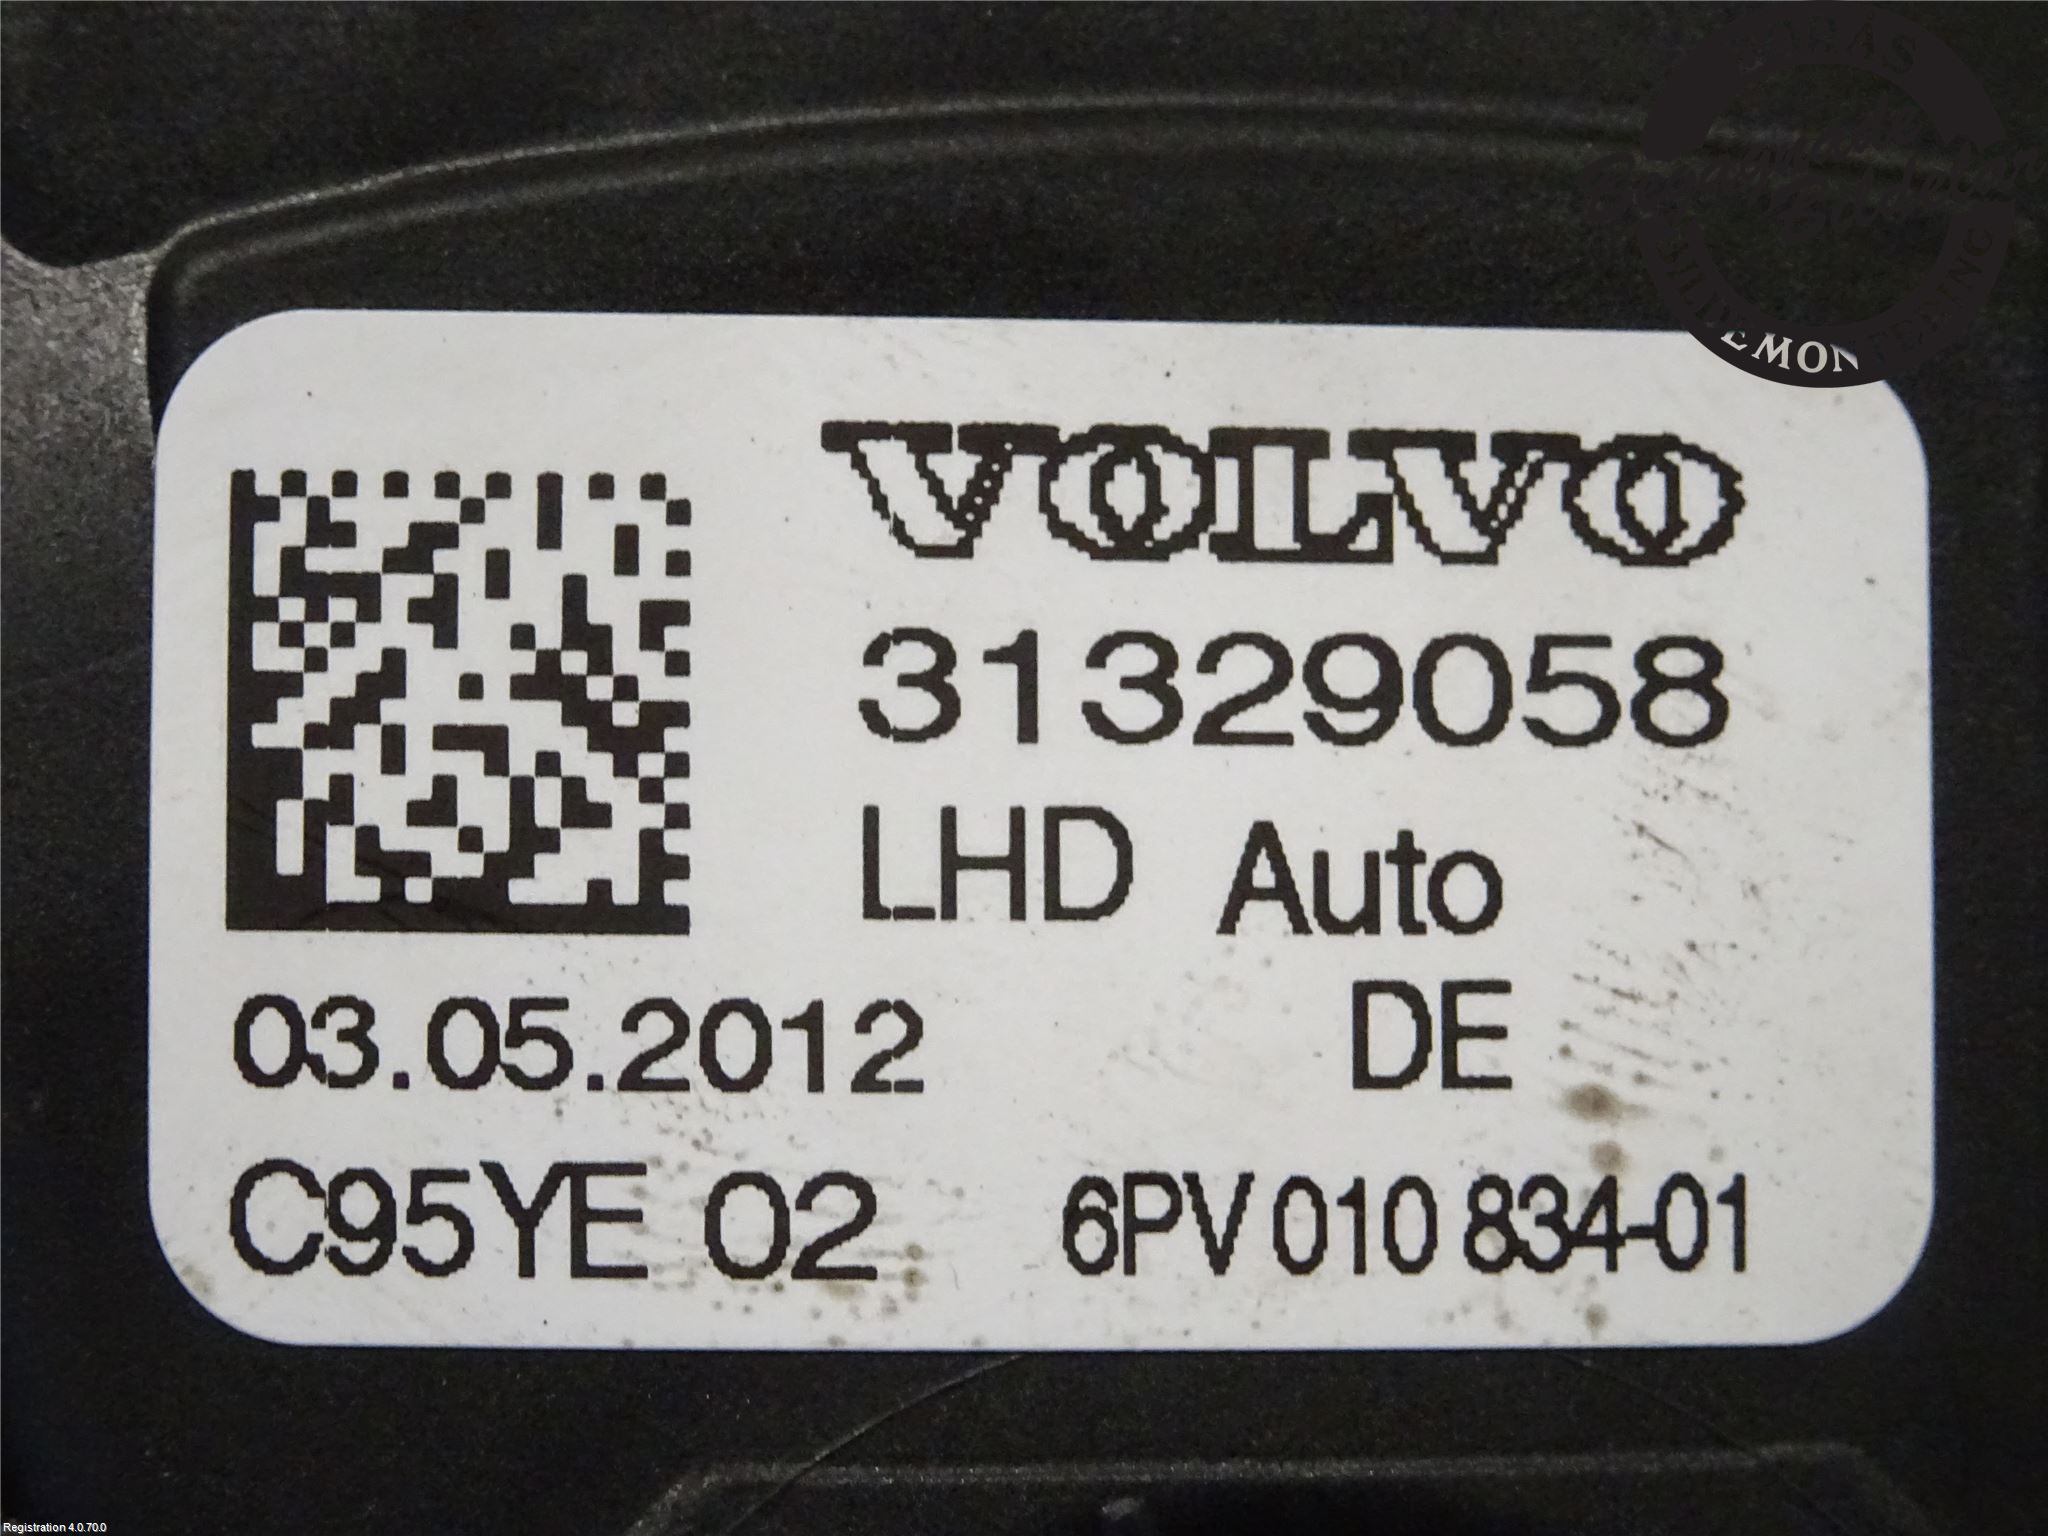 DEMON
VOLVO
31329058
LHD Auto
03.05.2012
DE
C95YE 02
6PV 010 834-01
Registration 4.0.70.0